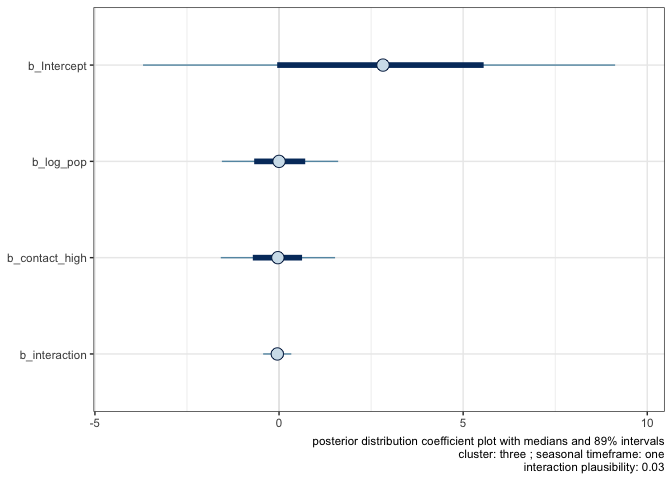 b_Intercept
b_log_pop
b_contact_high
b_interaction
-5 0 5 10
posterior distribution coefficient plot with medians and 89% intervals
cluster: three ; seasonal timeframe: one
interaction plausibility: 0.03